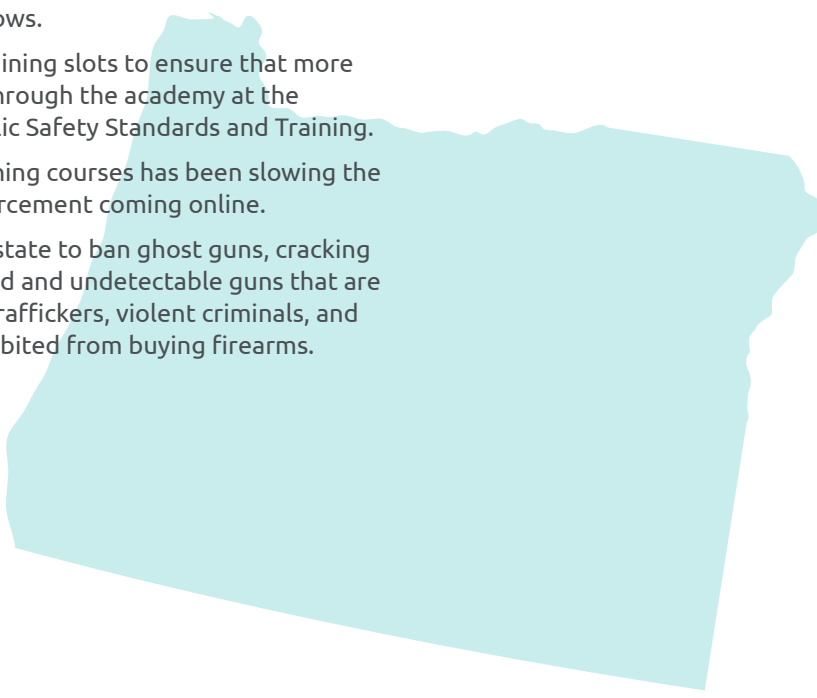 ows.
ining slots to ensure that more
hrough the academy at the
lic Safety Standards and Training.
ning courses has been slowing the
rcement coming online.
state to ban ghost guns, cracking
d and undetectable guns that are
raffickers, violent criminals, and
bited from buying firearms.